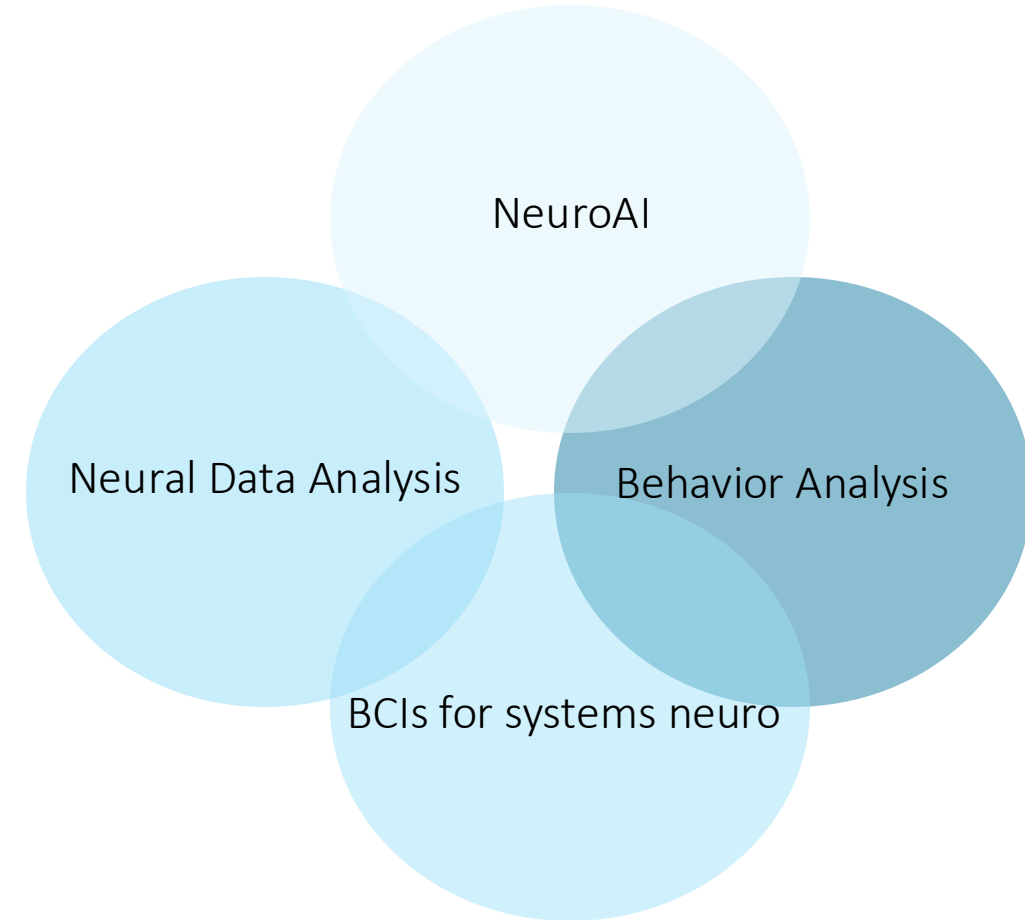 NeuroAI
Neural Data Analysis
Behavior Analysis
BCIs for systems neuro